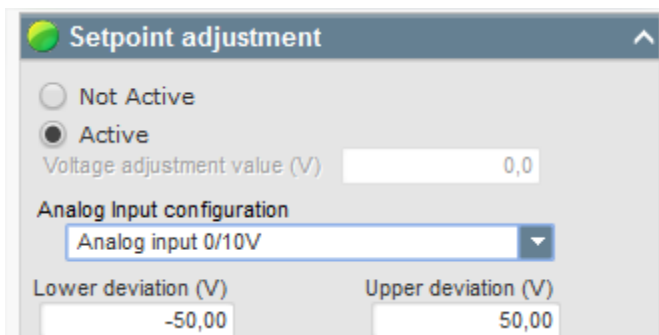 Setpoint adjustment
Not Active
Active
Voltage adjustment value (V) 0,0
Analog Input configuration
Analog input 0/10V
Lower deviation (V) Upper deviation (V)
-50,00 50,00